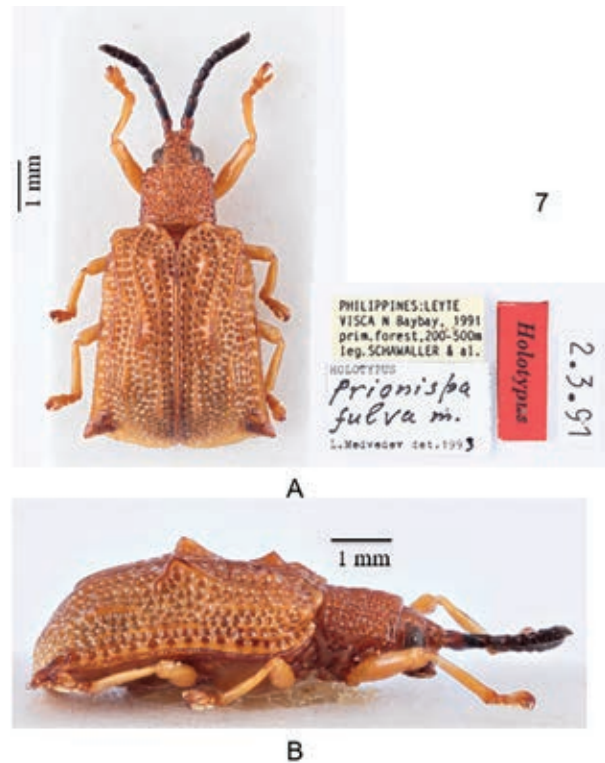 1 mm
7
PHILIPPINES:LEYTE
VISCA N Baybay, 1991
prim.forest,200-500m
leg.SCHAWALLER & al.
HOLOTYPUS
Prionispa
fulva m.
L.Medvedev det.1993
Holotypus
2.3.91
A
1 mm
B